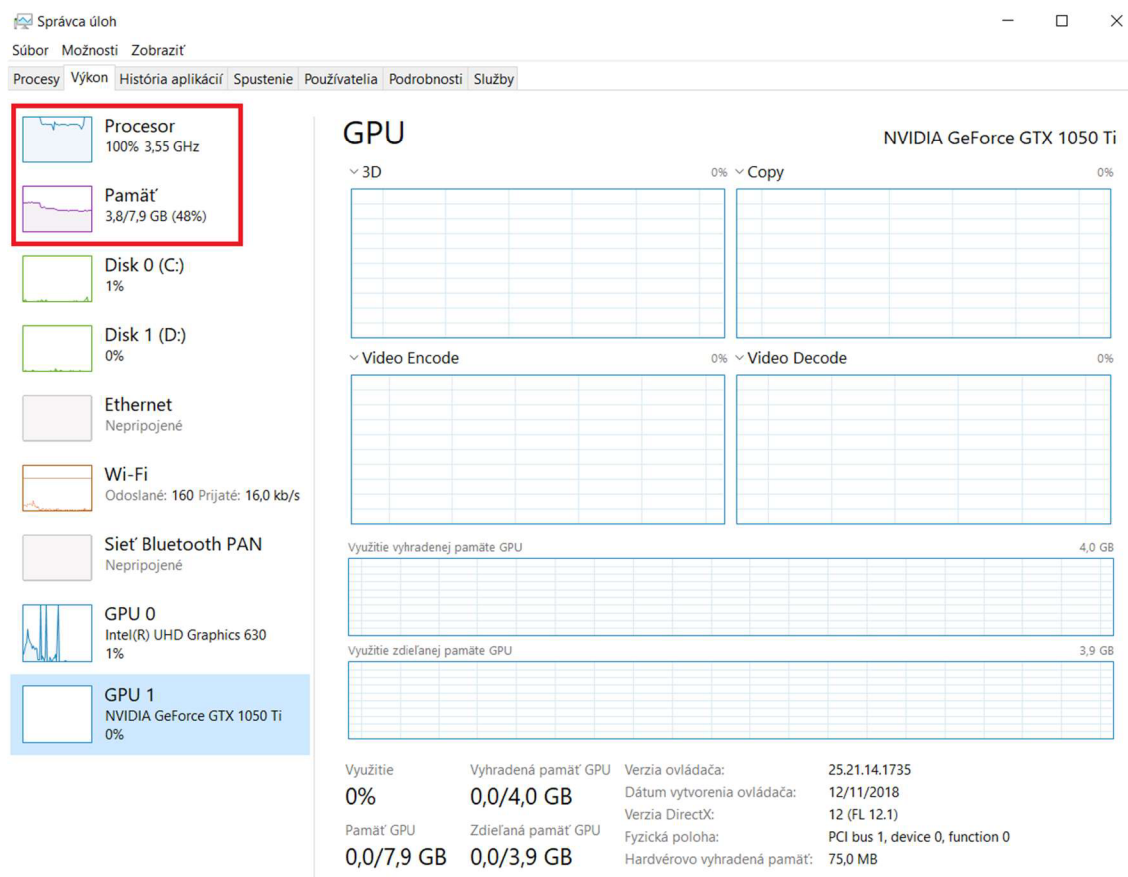 Správca úloh
Súbor Možnosti Zobraziť
Procesy Výkon História aplikácií Spustenie Používatelia Podrobnosti Služby
Procesor
100% 3,55 GHz
Pamäť
3,8/7,9 GB (48%)
Disk 0 (C:)
1%
Disk 1 (D:)
0%
Ethernet
Nepripojené
Wi-Fi
Odoslané: 160 Prijaté: 16,0 kb/s
Sieť Bluetooth PAN
Nepripojené
GPU 0
Intel(R) UHD Graphics 630
1%
GPU 1
NVIDIA GeForce GTX 1050 Ti
0%
GPU
NVIDIA GeForce GTX 1050 Ti
3D 0% Copy 0%
Video Encode 0% Video Decode 0%
Využitie vyhradenej pamäte GPU 4,0 GB
Využitie zdieľanej pamäte GPU 3,9 GB
Využitie
0%
Vyhradená pamäť GPU
0,0/4,0 GB
Pamäť GPU
0,0/7,9 GB
Zdieľaná pamäť GPU
0,0/3,9 GB
Verzia ovládača: 25.21.14.1735
Dátum vytvorenia ovládača: 12/11/2018
Verzia DirectX: 12 (FL 12.1)
Fyzická poloha: PCI bus 1, device 0, function 0
Hardvérovo vyhradená pamäť: 75,0 MB